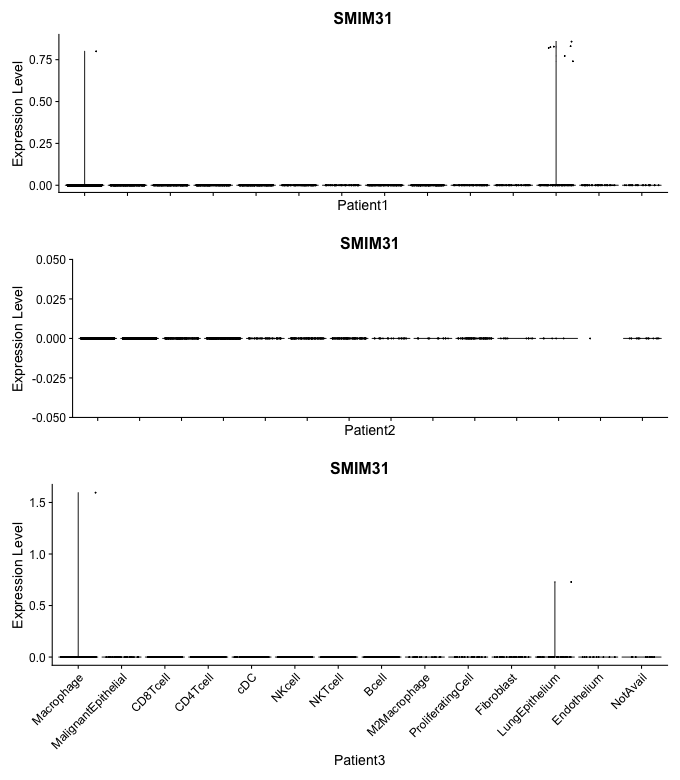 SMIM31
Expression Level
0.75
0.50
0.25
0.00
Patient1
SMIM31
Expression Level
0.050
0.025
0.000
-0.025
-0.050
Patient2
SMIM31
Expression Level
1.5
1.0
0.5
0.0
Macrophage
MalignantEpithelial
CD8Tcell
CD4Tcell
cDC
NKcell
NKTcell
Bcell
M2Macrophage
ProliferatingCell
Fibroblast
LungEpithelium
Endothelium
NotAvail
Patient3